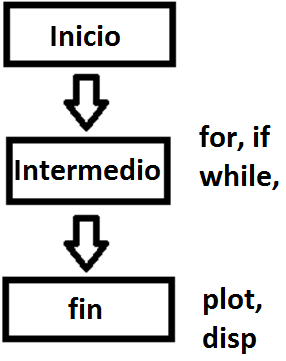 Inicio
for, if
Intermedio
while,
fin
plot,
disp